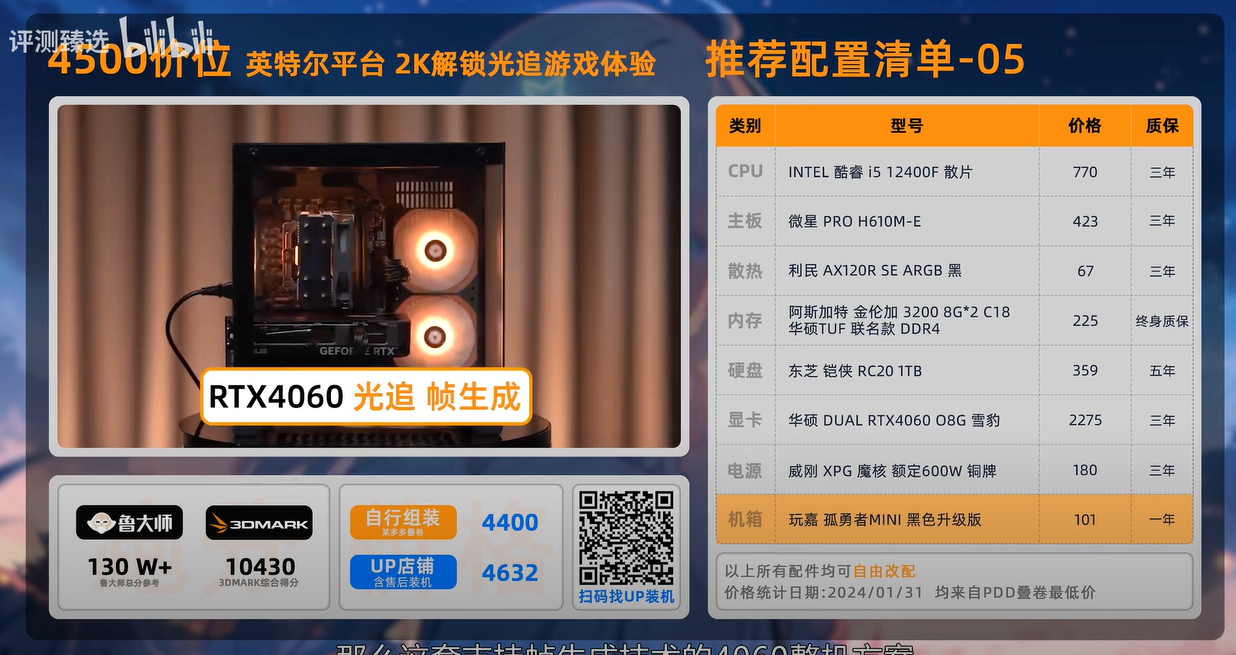 评测臻选 bilibili
4500价位 英特尔平台 2K解锁光追游戏体验
推荐配置清单-05
GEFORCE RTX
RTX4060 光追 帧生成
鲁大师
130 W+
鲁大师总分参考
3DMARK
10430
3DMARK综合得分
自行组装
某多多叠卷
4400
UP店铺
含售后装机
4632
扫码找UP装机
类别 型号 价格 质保
CPU INTEL 酷睿 i5 12400F 散片 770 三年
主板 微星 PRO H610M-E 423 三年
散热 利民 AX120R SE ARGB 黑 67 三年
内存 阿斯加特 金伦加 3200 8G*2 C18 225 终身质保
华硕TUF 联名款 DDR4
硬盘 东芝 铠侠 RC20 1TB 359 五年
显卡 华硕 DUAL RTX4060 O8G 雪豹 2275 三年
电源 威刚 XPG 魔核 额定600W 铜牌 180 三年
机箱 玩嘉 孤勇者MINI 黑色升级版 101 一年
以上所有配件均可自由改配
价格统计日期:2024/01/31 均来自PDD叠卷最低价
那么这套支持帧生成技术的4060整机方案